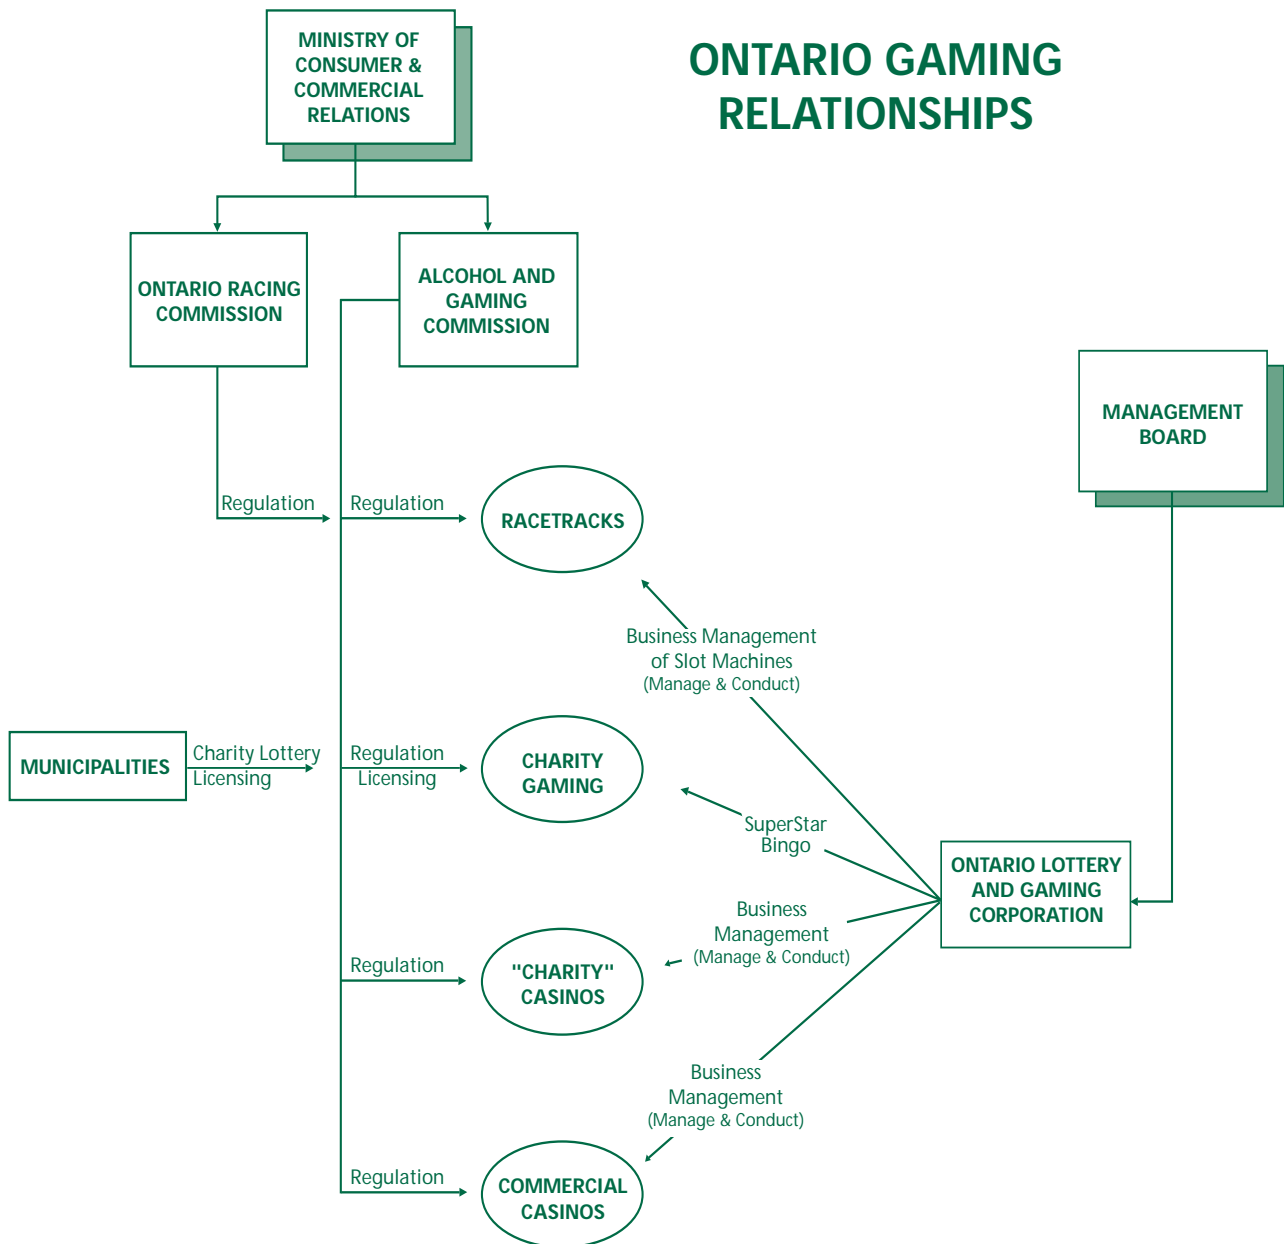 MINISTRY OF
CONSUMER &
COMMERCIAL
RELATIONS
ONTARIO GAMING
RELATIONSHIPS
ONTARIO RACING
COMMISSION
ALCOHOL AND
GAMING
COMMISSION
MANAGEMENT
BOARD
Regulation
Regulation
RACETRACKS
Business Management
of Slot Machines
(Manage & Conduct)
MUNICIPALITIES
Charity Lottery
Licensing
Regulation
Licensing
CHARITY
GAMING
SuperStar
Bingo
ONTARIO LOTTERY
AND GAMING
CORPORATION
Business
Management
(Manage & Conduct)
Regulation
"CHARITY"
CASINOS
Business
Management
(Manage & Conduct)
Regulation
COMMERCIAL
CASINOS